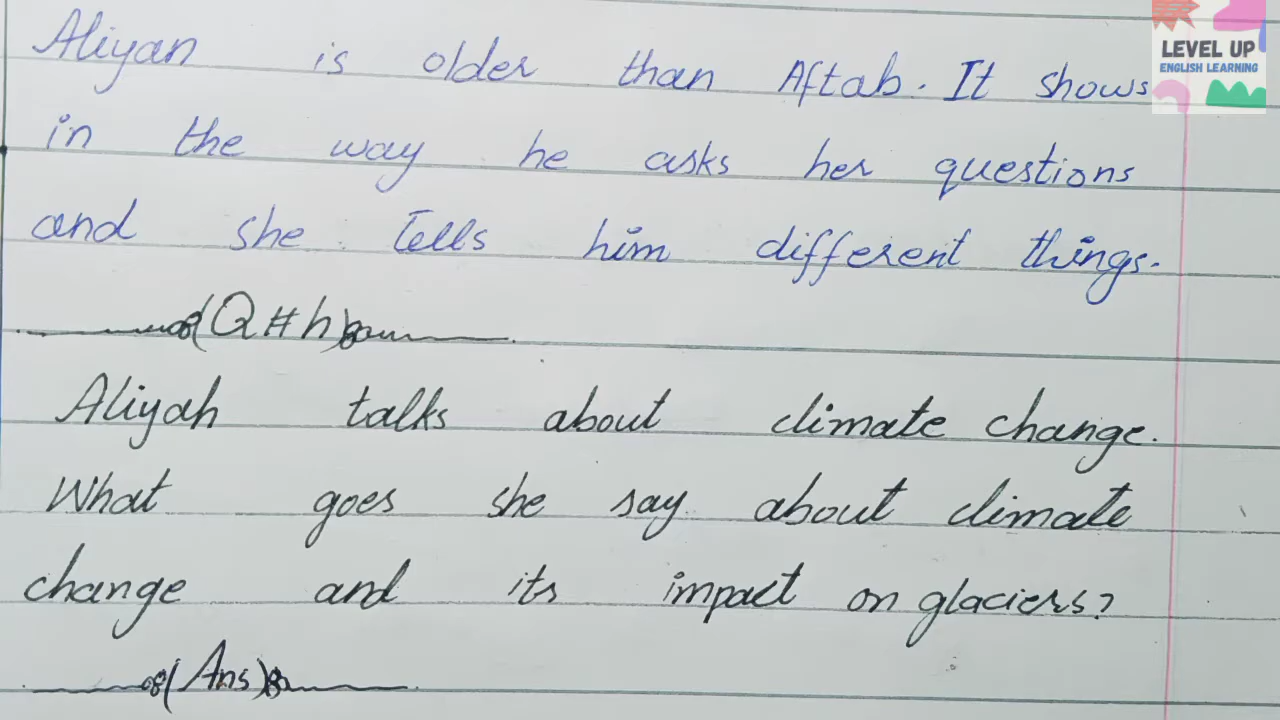 Aliyan is older than Aftab. It shows
in the way he asks her questions
and she tells him different things.
(Q#h)
Aliyah talks about climate change.
What goes she say about climate
change and its impact on glaciers?
(Ans)
LEVEL UP
ENGLISH LEARNING